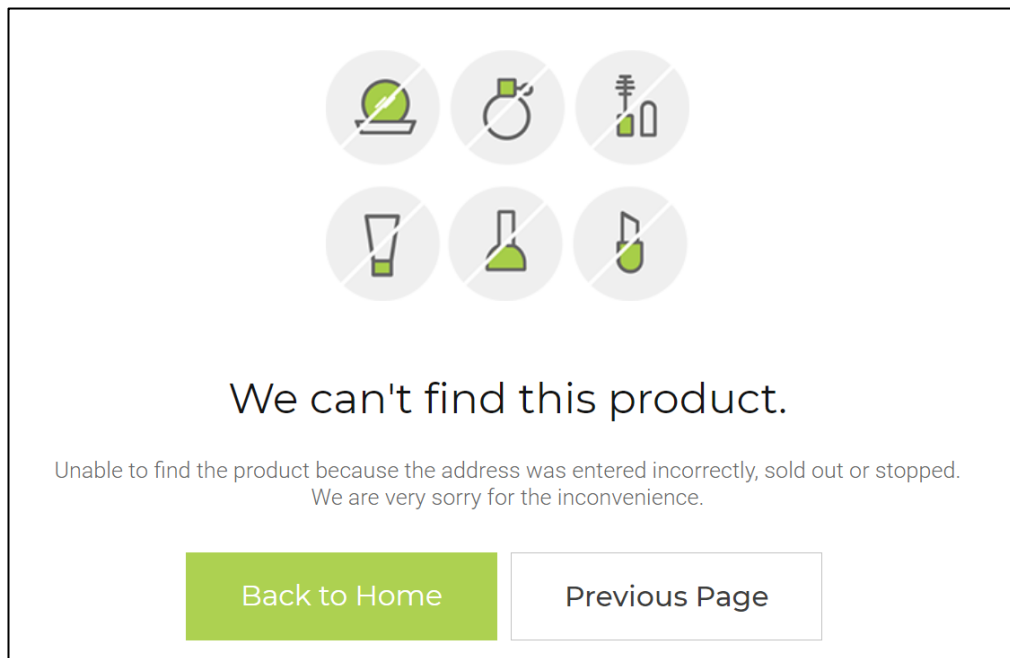 We can't find this product.
Unable to find the product because the address was entered incorrectly, sold out or stopped.
We are very sorry for the inconvenience.
Back to Home
Previous Page